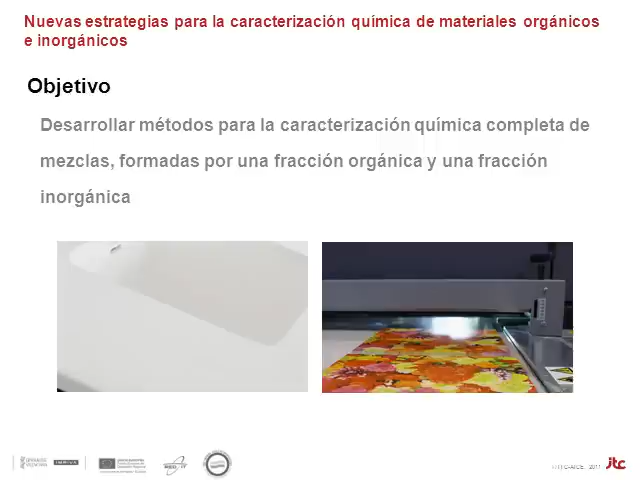 Nuevas estrategias para la caracterización química de materiales orgánicos
e inorgánicos
Objetivo
Desarrollar métodos para la caracterización química completa de
mezclas, formadas por una fracción orgánica y una fracción
inorgánica
itc